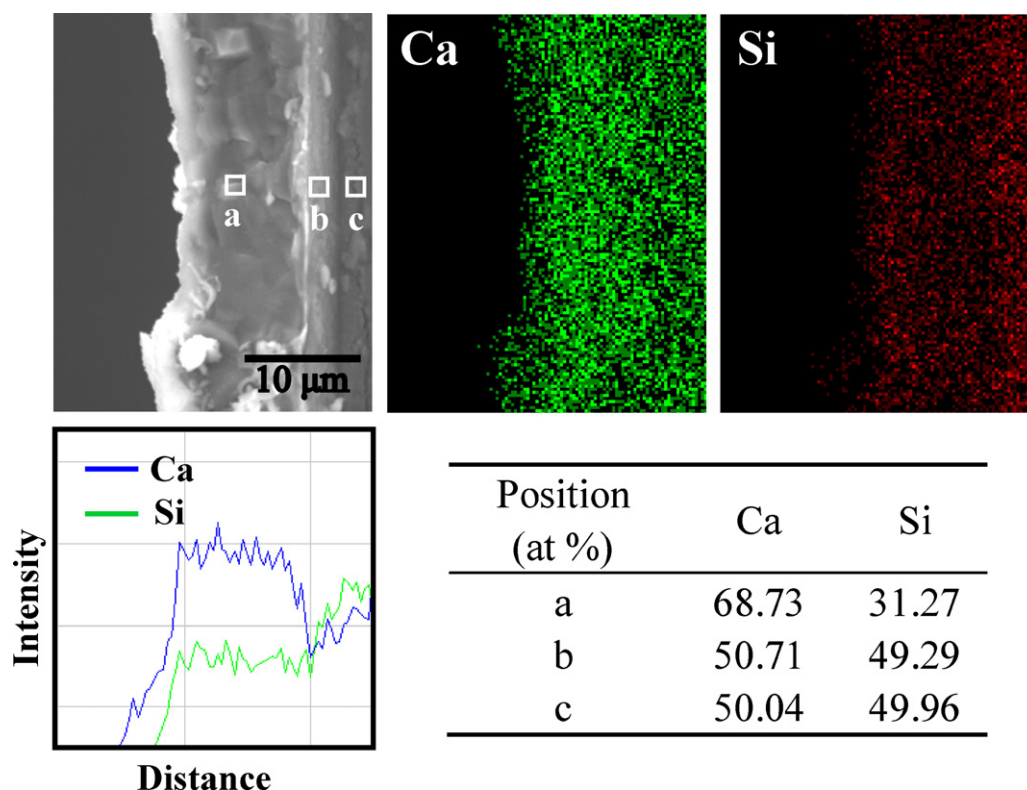 Ca
Si
a
b
c
10 μm
Ca
Si
Intensity
Distance
Position
(at %)
Ca
Si
a 68.73 31.27
b 50.71 49.29
c 50.04 49.96